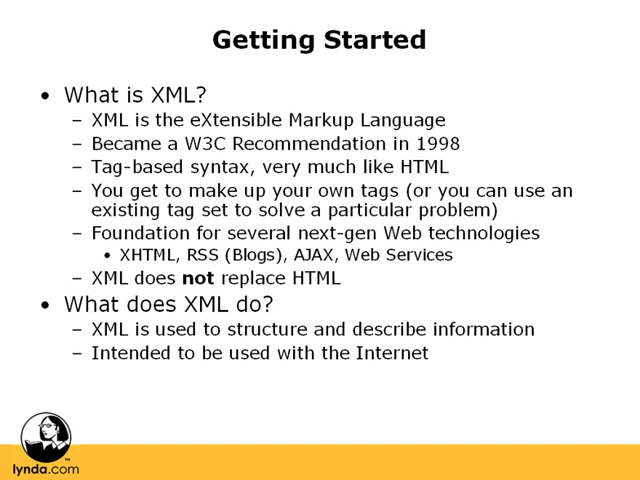 Getting Started
• What is XML?
– XML is the eXtensible Markup Language
– Became a W3C Recommendation in 1998
– Tag-based syntax, very much like HTML
– You get to make up your own tags (or you can use an
existing tag set to solve a particular problem)
– Foundation for several next-gen Web technologies
• XHTML, RSS (Blogs), AJAX, Web Services
– XML does not replace HTML
• What does XML do?
– XML is used to structure and describe information
– Intended to be used with the Internet
lynda.com